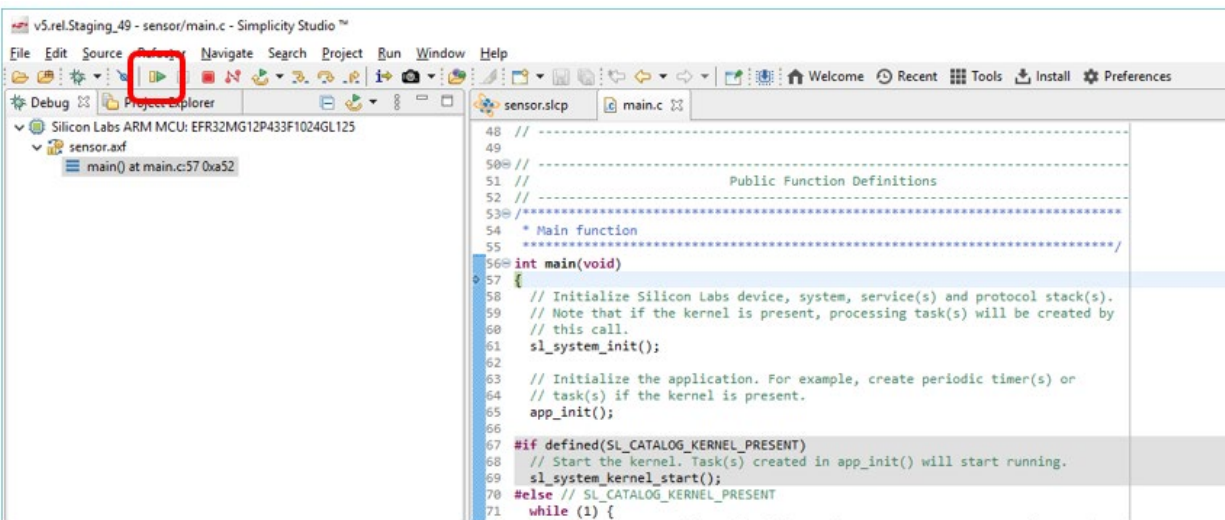 v5.rel.Staging_49 - sensor/main.c - Simplicity Studio ™
File Edit Source Refactor Navigate Search Project Run Window Help
Welcome Recent Tools Install Preferences
Debug Project Explorer
sensor.slcp main.c
Silicon Labs ARM MCU: EFR32MG12P433F1024GL125
sensor.axf
main() at main.c:57 0xa52
48 // --------------------------------------------------------------------------
49
50 // --------------------------------------------------------------------------
51 // Public Function Definitions
52 // --------------------------------------------------------------------------
53 /******************************************************************************
54 * Main function
55 *****************************************************************************/
56 int main(void)
57 {
58 // Initialize Silicon Labs device, system, service(s) and protocol stack(s).
59 // Note that if the kernel is present, processing task(s) will be created by
60 // this call.
61 sl_system_init();
62
63 // Initialize the application. For example, create periodic timer(s) or
64 // task(s) if the kernel is present.
65 app_init();
66
67 #if defined(SL_CATALOG_KERNEL_PRESENT)
68 // Start the kernel. Task(s) created in app_init() will start running.
69 sl_system_kernel_start();
70 #else // SL_CATALOG_KERNEL_PRESENT
71 while (1) {